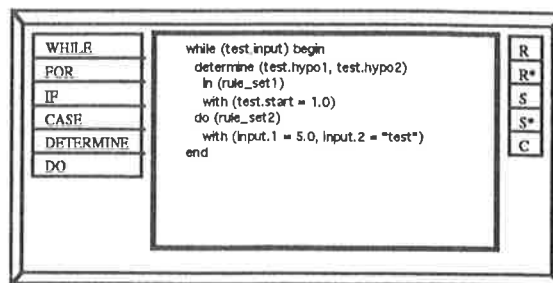 WHILE
FOR
IF
CASE
DETERMINE
DO
while (test.input) begin
determine (test.hypo1, test.hypo2)
in (rule_set1)
with (test.start = 1.0)
do (rule_set2)
with (input.1 = 5.0, input.2 = "test")
end
R
R*
S
S*
C